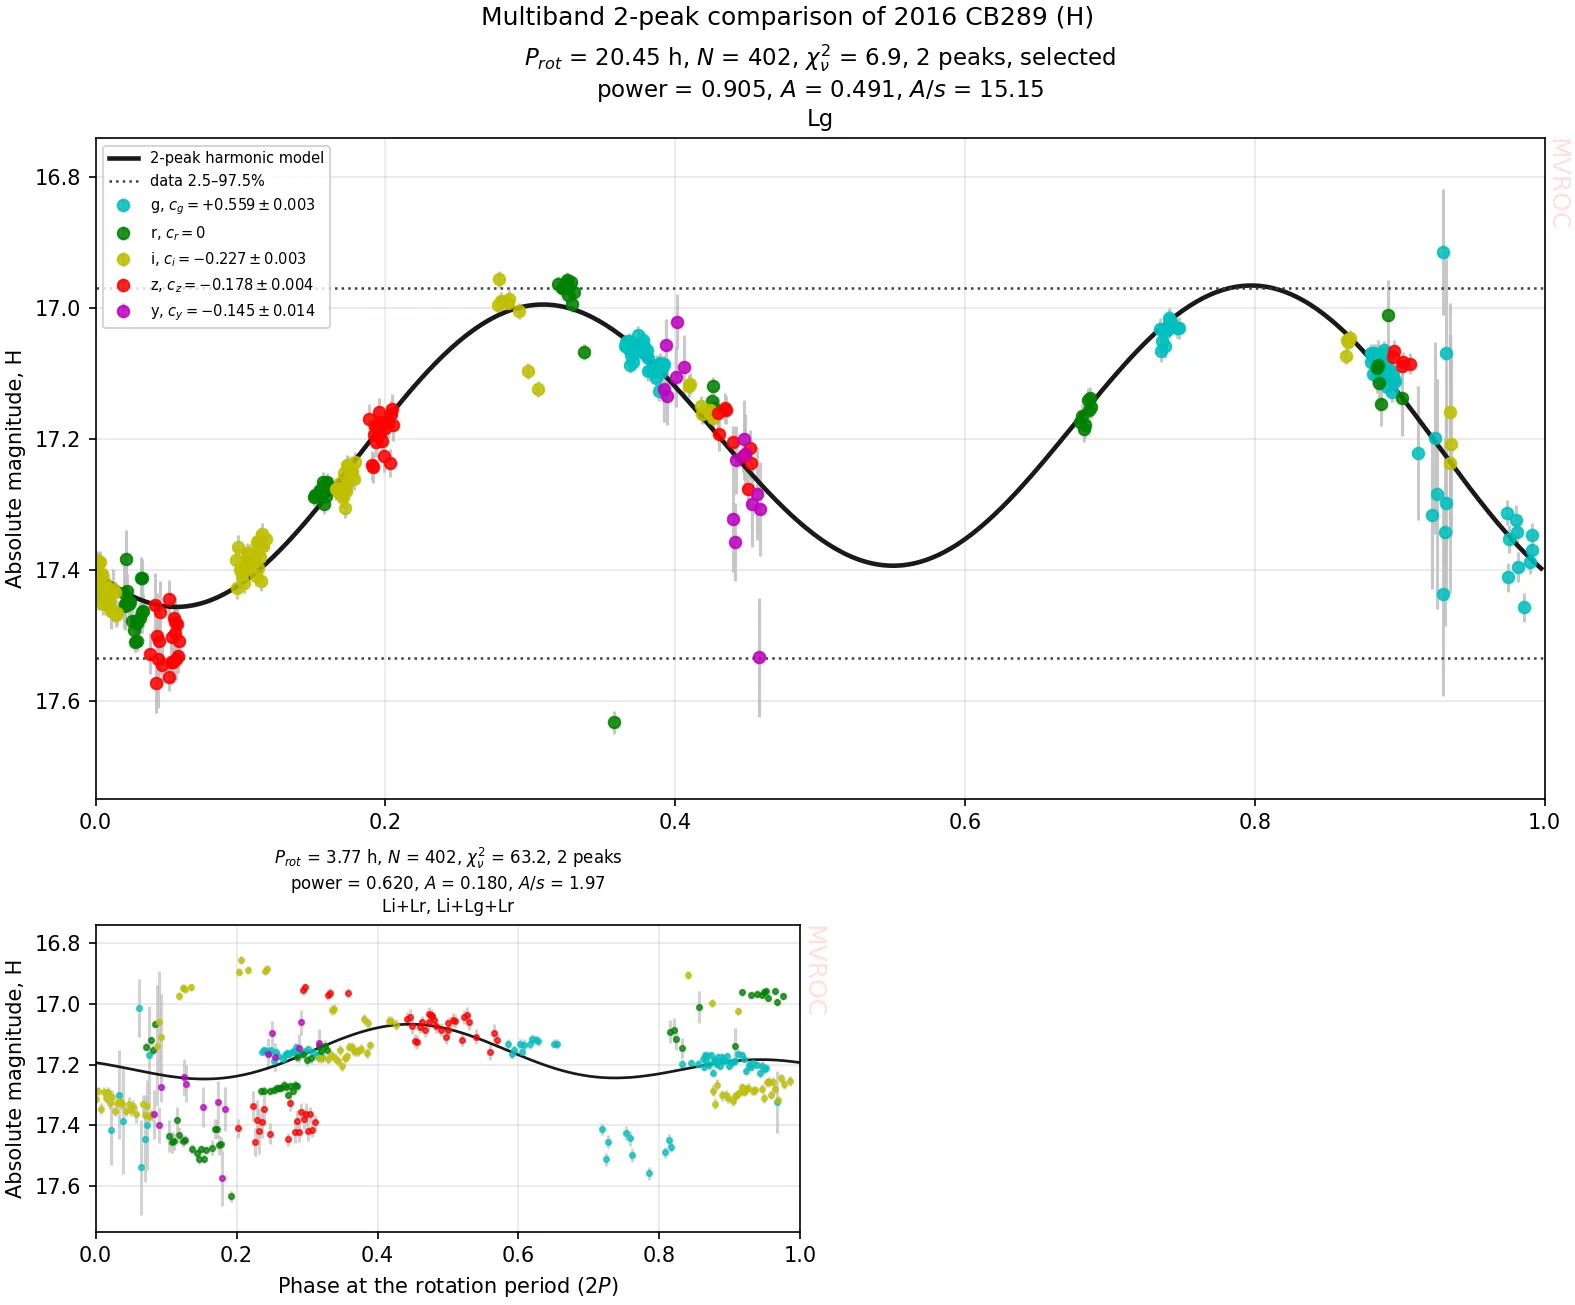 Multiband 2-peak comparison of 2016 CB289 (H)
P_rot = 20.45 h, N = 402, χ²_ν = 6.9, 2 peaks, selected
power = 0.905, A = 0.491, A/s = 15.15
Lg
MVROC
2-peak harmonic model
data 2.5–97.5%
g, c_g = +0.559 ± 0.003
r, c_r = 0
i, c_i = −0.227 ± 0.003
z, c_z = −0.178 ± 0.004
y, c_y = −0.145 ± 0.014
Absolute magnitude, H
16.8
17.0
17.2
17.4
17.6
0.0 0.2 0.4 0.6 0.8 1.0
P_rot = 3.77 h, N = 402, χ²_ν = 63.2, 2 peaks
power = 0.620, A = 0.180, A/s = 1.97
Li+Lr, Li+Lg+Lr
MVROC
Absolute magnitude, H
16.8
17.0
17.2
17.4
17.6
0.0 0.2 0.4 0.6 0.8 1.0
Phase at the rotation period (2P)